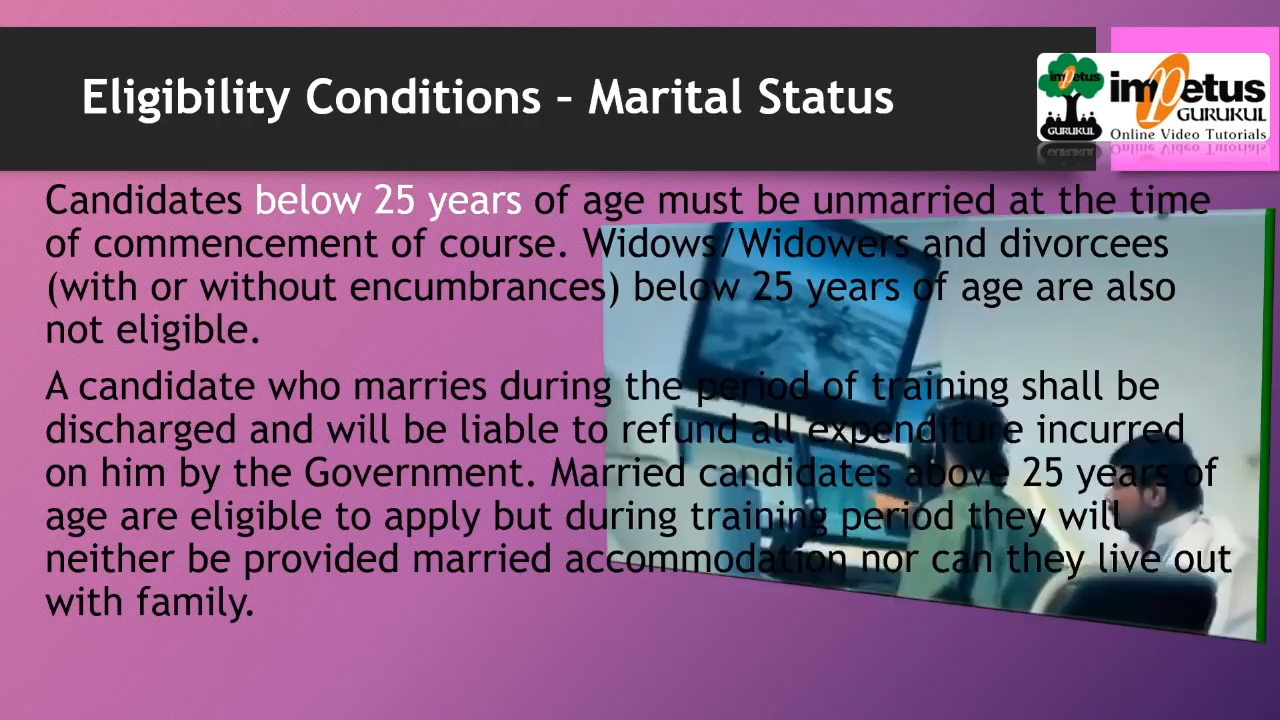 Eligibility Conditions – Marital Status
impetus
GURUKUL
impetus
GURUKUL
Online Video Tutorials
Candidates below 25 years of age must be unmarried at the time
of commencement of course. Widows/Widowers and divorcees
(with or without encumbrances) below 25 years of age are also
not eligible.
A candidate who marries during the period of training shall be
discharged and will be liable to refund all expenditure incurred
on him by the Government. Married candidates above 25 years of
age are eligible to apply but during training period they will
neither be provided married accommodation nor can they live out
with family.